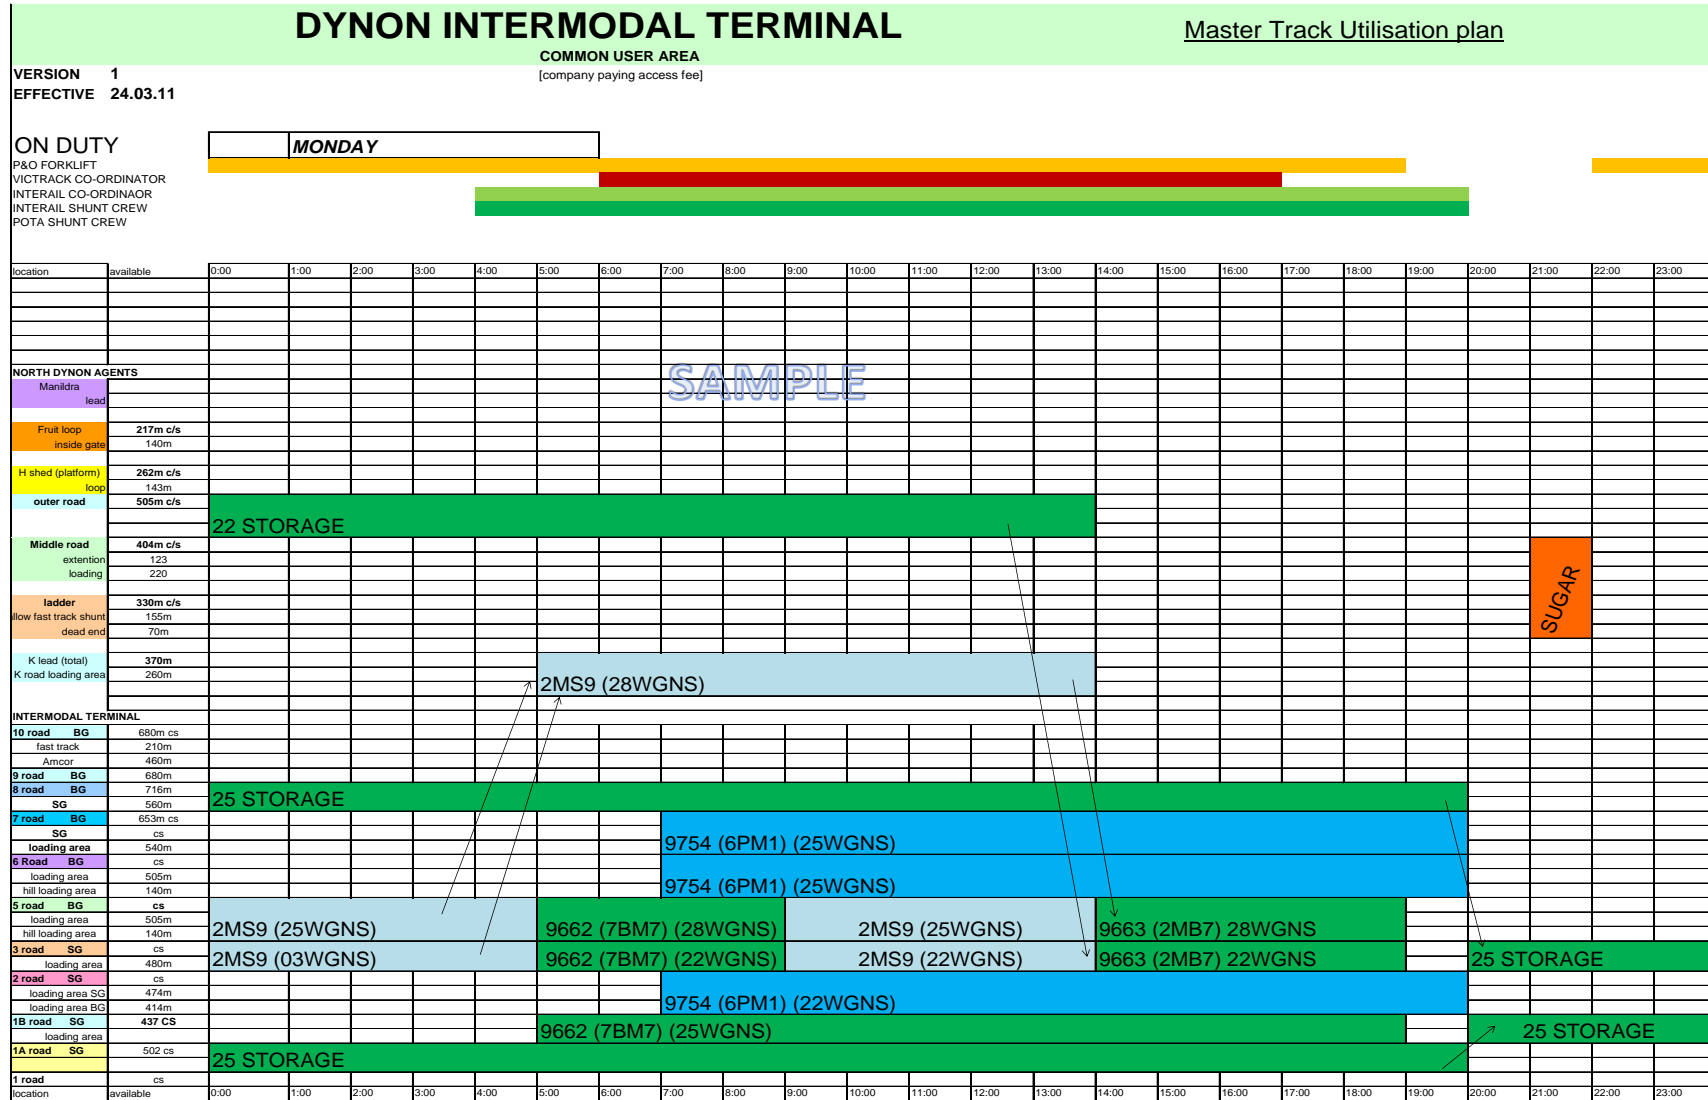 DYNON INTERMODAL TERMINAL Master Track Utilisation plan
COMMON USER AREA
VERSION 1 [company paying access fee]
EFFECTIVE 24.03.11
ON DUTY MONDAY
P&O FORKLIFT
VICTRACK CO-ORDINATOR
INTERAIL CO-ORDINAOR
INTERAIL SHUNT CREW
POTA SHUNT CREW
location available 0:00 1:00 2:00 3:00 4:00 5:00 6:00 7:00 8:00 9:00 10:00 11:00 12:00 13:00 14:00 15:00 16:00 17:00 18:00 19:00 20:00 21:00 22:00 23:00
NORTH DYNON AGENTS
SAMPLE
Manildra
lead
Fruit loop 217m c/s
inside gate 140m
H shed (platform) 262m c/s
loop 143m
outer road 505m c/s
22 STORAGE
Middle road 404m c/s
extention 123
loading 220
SUGAR
ladder 330m c/s
llow fast track shunt 155m
dead end 70m
K lead (total) 370m
K road loading area 260m
2MS9 (28WGNS)
INTERMODAL TERMINAL
10 road BG 680m cs
fast track 210m
Amcor 460m
9 road BG 680m
8 road BG 716m
SG 560m 25 STORAGE
7 road BG 653m cs
SG cs
loading area 540m 9754 (6PM1) (25WGNS)
6 Road BG cs
loading area 505m
hill loading area 140m 9754 (6PM1) (25WGNS)
5 road BG cs
loading area 505m
hill loading area 140m 2MS9 (25WGNS) 9662 (7BM7) (28WGNS) 2MS9 (25WGNS) 9663 (2MB7) 28WGNS
3 road SG cs
loading area 480m 2MS9 (03WGNS) 9662 (7BM7) (22WGNS) 2MS9 (22WGNS) 9663 (2MB7) 22WGNS 25 STORAGE
2 road SG cs
loading area SG 474m
loading area BG 414m 9754 (6PM1) (22WGNS)
1B road SG 437 CS
loading area 9662 (7BM7) (25WGNS) 25 STORAGE
1A road SG 502 cs
25 STORAGE
1 road cs
location available 0:00 1:00 2:00 3:00 4:00 5:00 6:00 7:00 8:00 9:00 10:00 11:00 12:00 13:00 14:00 15:00 16:00 17:00 18:00 19:00 20:00 21:00 22:00 23:00